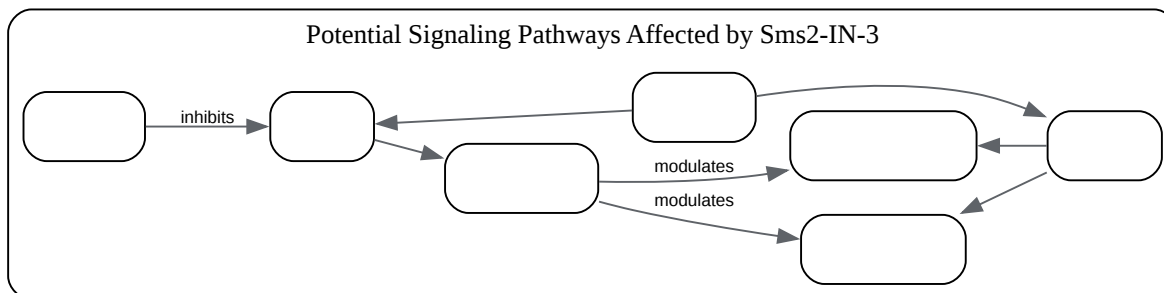 Potential Signaling Pathways Affected by Sms2-IN-3
inhibits
modulates
modulates